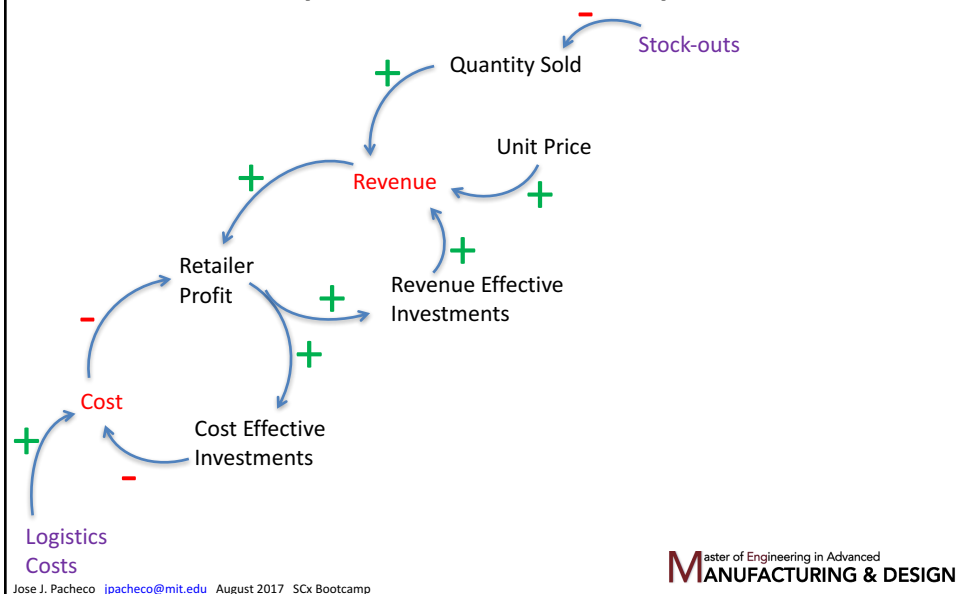 Stock-outs
Quantity Sold
Unit Price
Revenue
Retailer
Profit
Revenue Effective
Investments
Cost
Cost Effective
Investments
Logistics
Costs
Jose J. Pacheco jpacheco@mit.edu August 2017 SCx Bootcamp
Master of Engineering in Advanced
MANUFACTURING & DESIGN